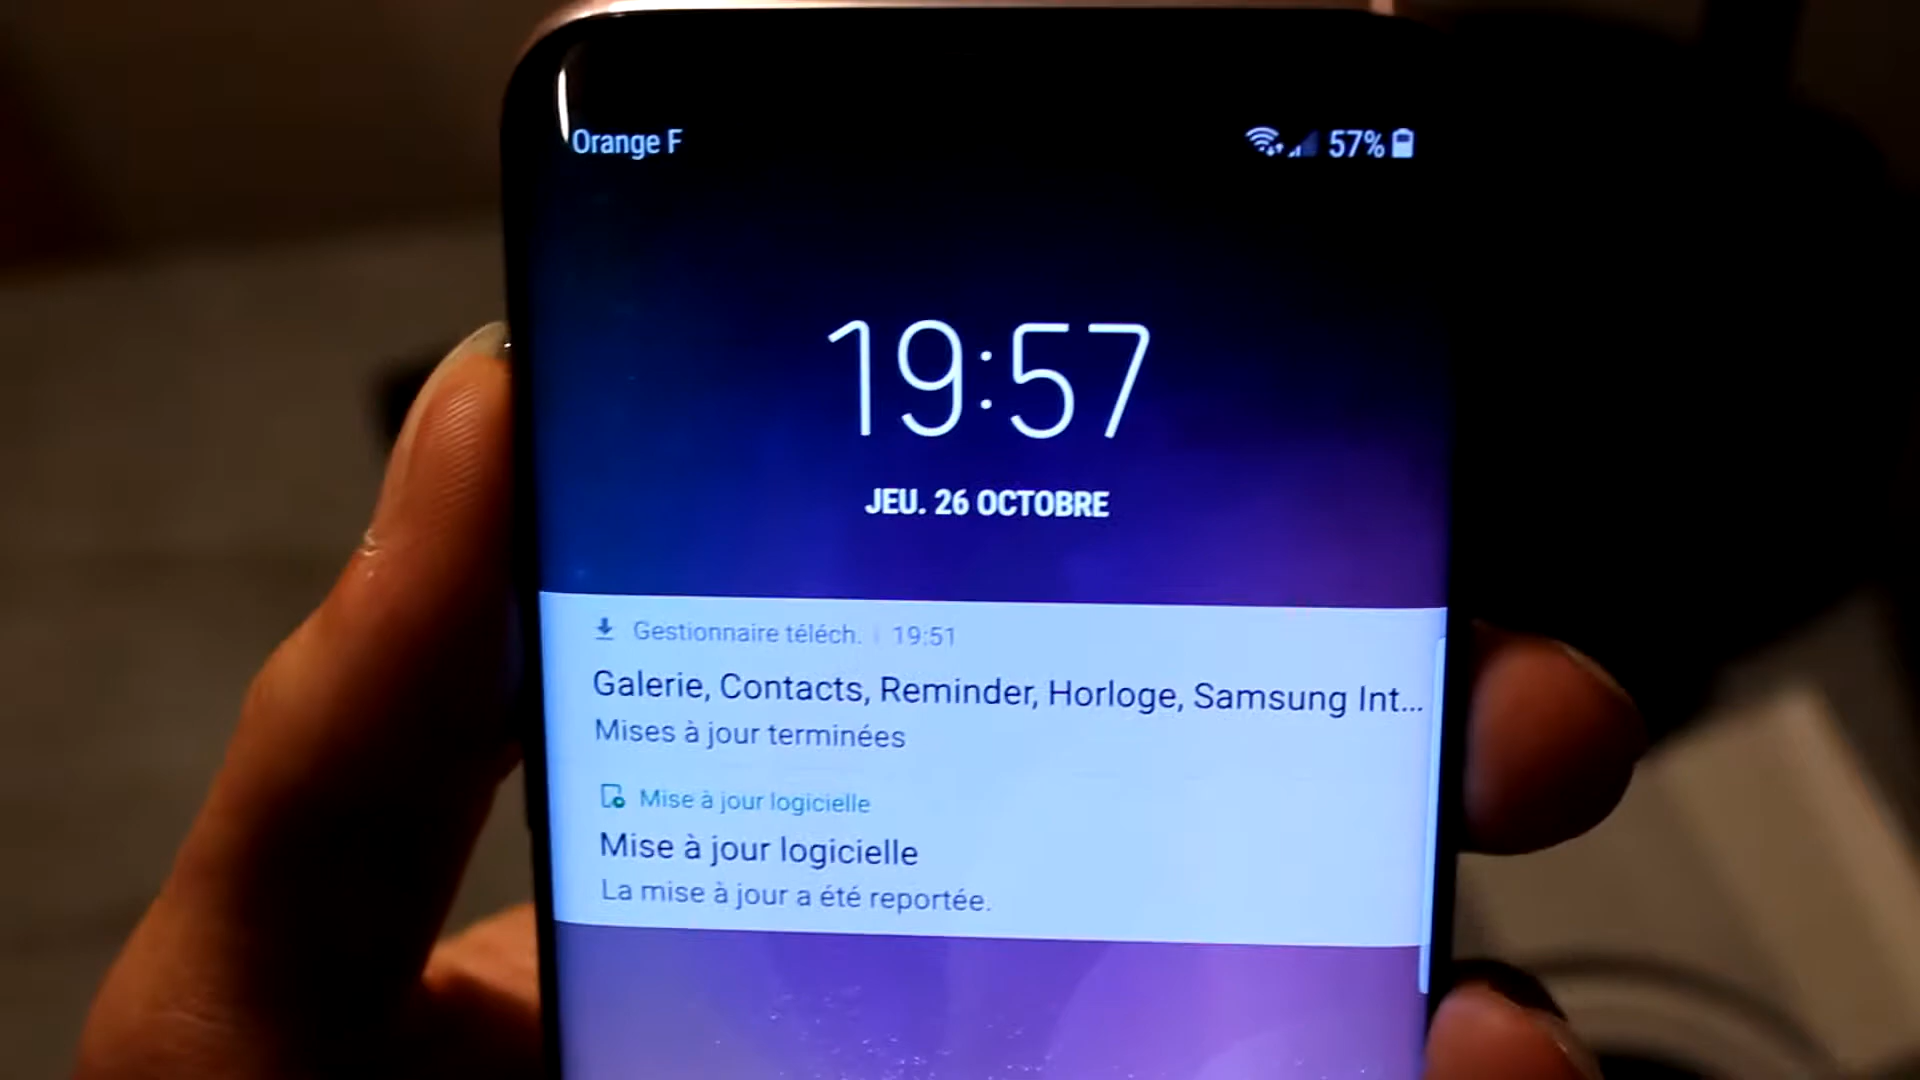 Orange F
57%
19:57
JEU. 26 OCTOBRE
Gestionnaire téléch. | 19:51
Galerie, Contacts, Reminder, Horloge, Samsung Int...
Mises à jour terminées
Mise à jour logicielle
Mise à jour logicielle
La mise à jour a été reportée.